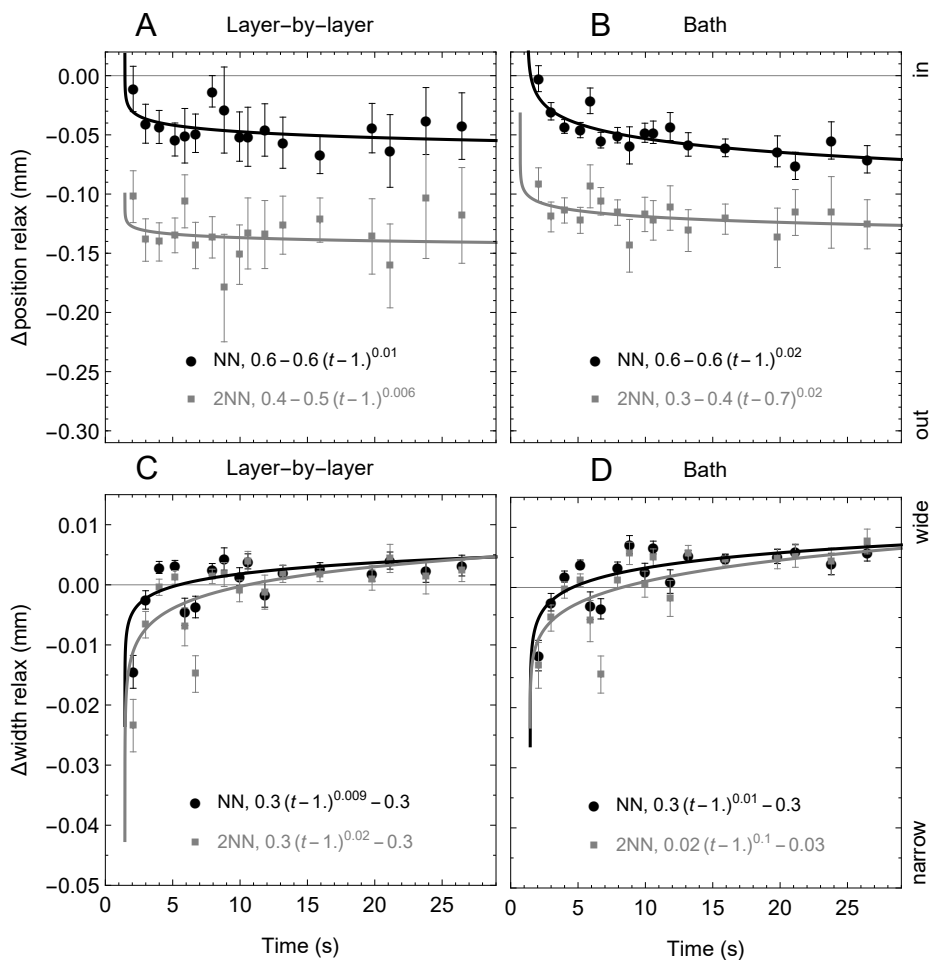 A Layer−by−layer
B Bath
Δposition relax (mm)
0.00
−0.05
−0.10
−0.15
−0.20
−0.25
−0.30
NN, 0.6 − 0.6 (t − 1.)^0.01
2NN, 0.4 − 0.5 (t − 1.)^0.006
NN, 0.6 − 0.6 (t − 1.)^0.02
2NN, 0.3 − 0.4 (t − 0.7)^0.02
in
out
C Layer−by−layer
D Bath
Δwidth relax (mm)
0.01
0.00
−0.01
−0.02
−0.03
−0.04
−0.05
NN, 0.3 (t − 1.)^0.009 − 0.3
2NN, 0.3 (t − 1.)^0.02 − 0.3
NN, 0.3 (t − 1.)^0.01 − 0.3
2NN, 0.02 (t − 1.)^0.1 − 0.03
wide
narrow
0 5 10 15 20 25
0 5 10 15 20 25
Time (s)
Time (s)